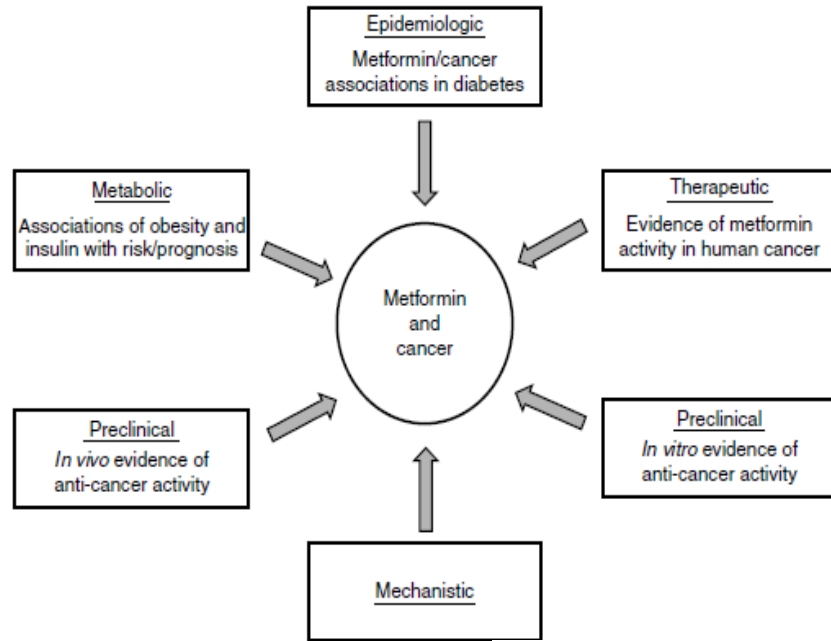 Epidemiologic
Metformin/cancer
associations in diabetes
Metabolic
Associations of obesity and
insulin with risk/prognosis
Therapeutic
Evidence of metformin
activity in human cancer
Metformin
and
cancer
Preclinical
In vivo evidence of
anti-cancer activity
Preclinical
In vitro evidence of
anti-cancer activity
Mechanistic